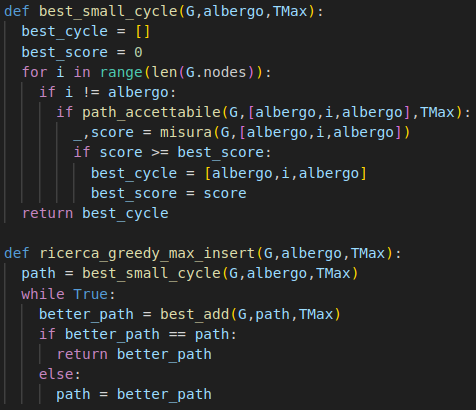 def best_small_cycle(G,albergo,TMax):
  best_cycle = []
  best_score = 0
  for i in range(len(G.nodes)):
    if i != albergo:
      if path_accettabile(G,[albergo,i,albergo],TMax):
        _,score = misura(G,[albergo,i,albergo])
        if score >= best_score:
          best_cycle = [albergo,i,albergo]
          best_score = score
  return best_cycle

def ricerca_greedy_max_insert(G,albergo,TMax):
  path = best_small_cycle(G,albergo,TMax)
  while True:
    better_path = best_add(G,path,TMax)
    if better_path == path:
      return better_path
    else:
      path = better_path